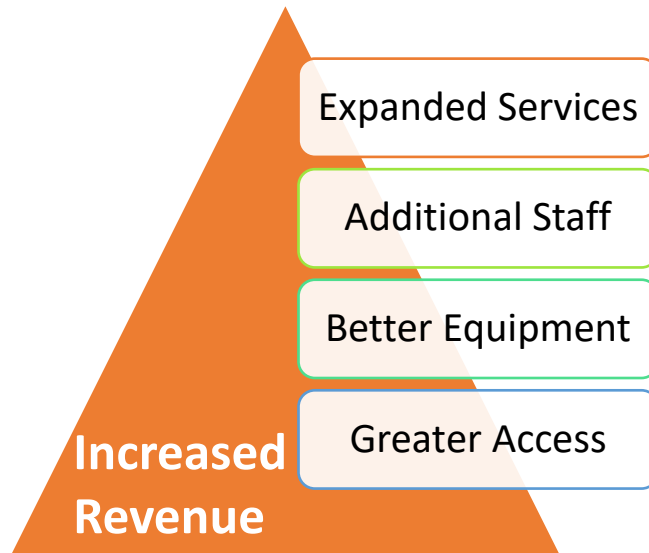 Expanded Services
Additional Staff
Better Equipment
Greater Access
Increased
Revenue